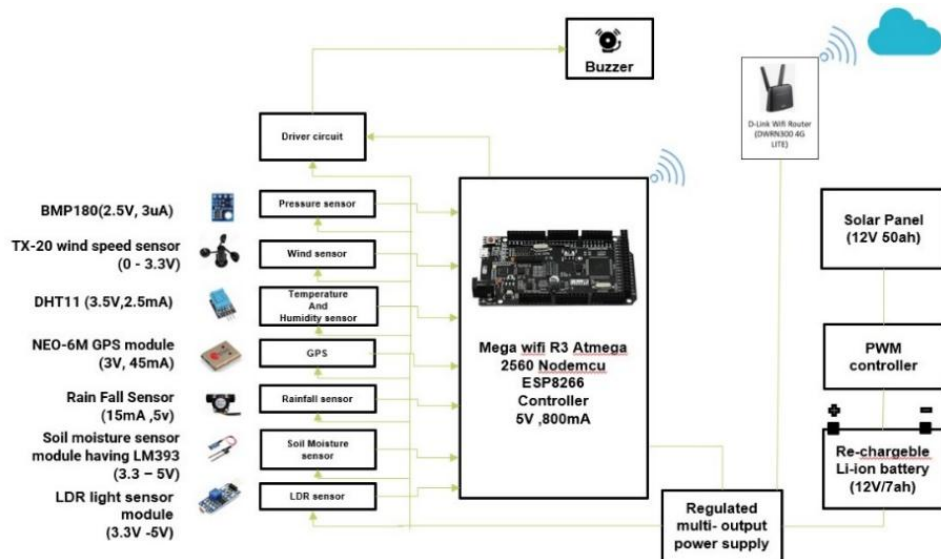 Buzzer
D-Link Wifi Router
(DWRN300 4G
LITE)
Driver circuit
BMP180(2.5V, 3uA)
Pressure sensor
TX-20 wind speed sensor
(0 - 3.3V)
Wind sensor
DHT11 (3.5V,2.5mA)
Temperature
And
Humidity sensor
NEO-6M GPS module
(3V, 45mA)
GPS
Rain Fall Sensor
(15mA ,5v)
Rainfall sensor
Soil moisture sensor
module having LM393
(3.3 – 5V)
Soil Moisture
sensor
LDR light sensor
module
(3.3V -5V)
LDR sensor
Mega wifi R3 Atmega
2560 Nodemcu
ESP8266
Controller
5V ,800mA
Solar Panel
(12V 50ah)
PWM
controller
+ −
Re-chargeble
Li-ion battery
(12V/7ah)
Regulated
multi- output
power supply